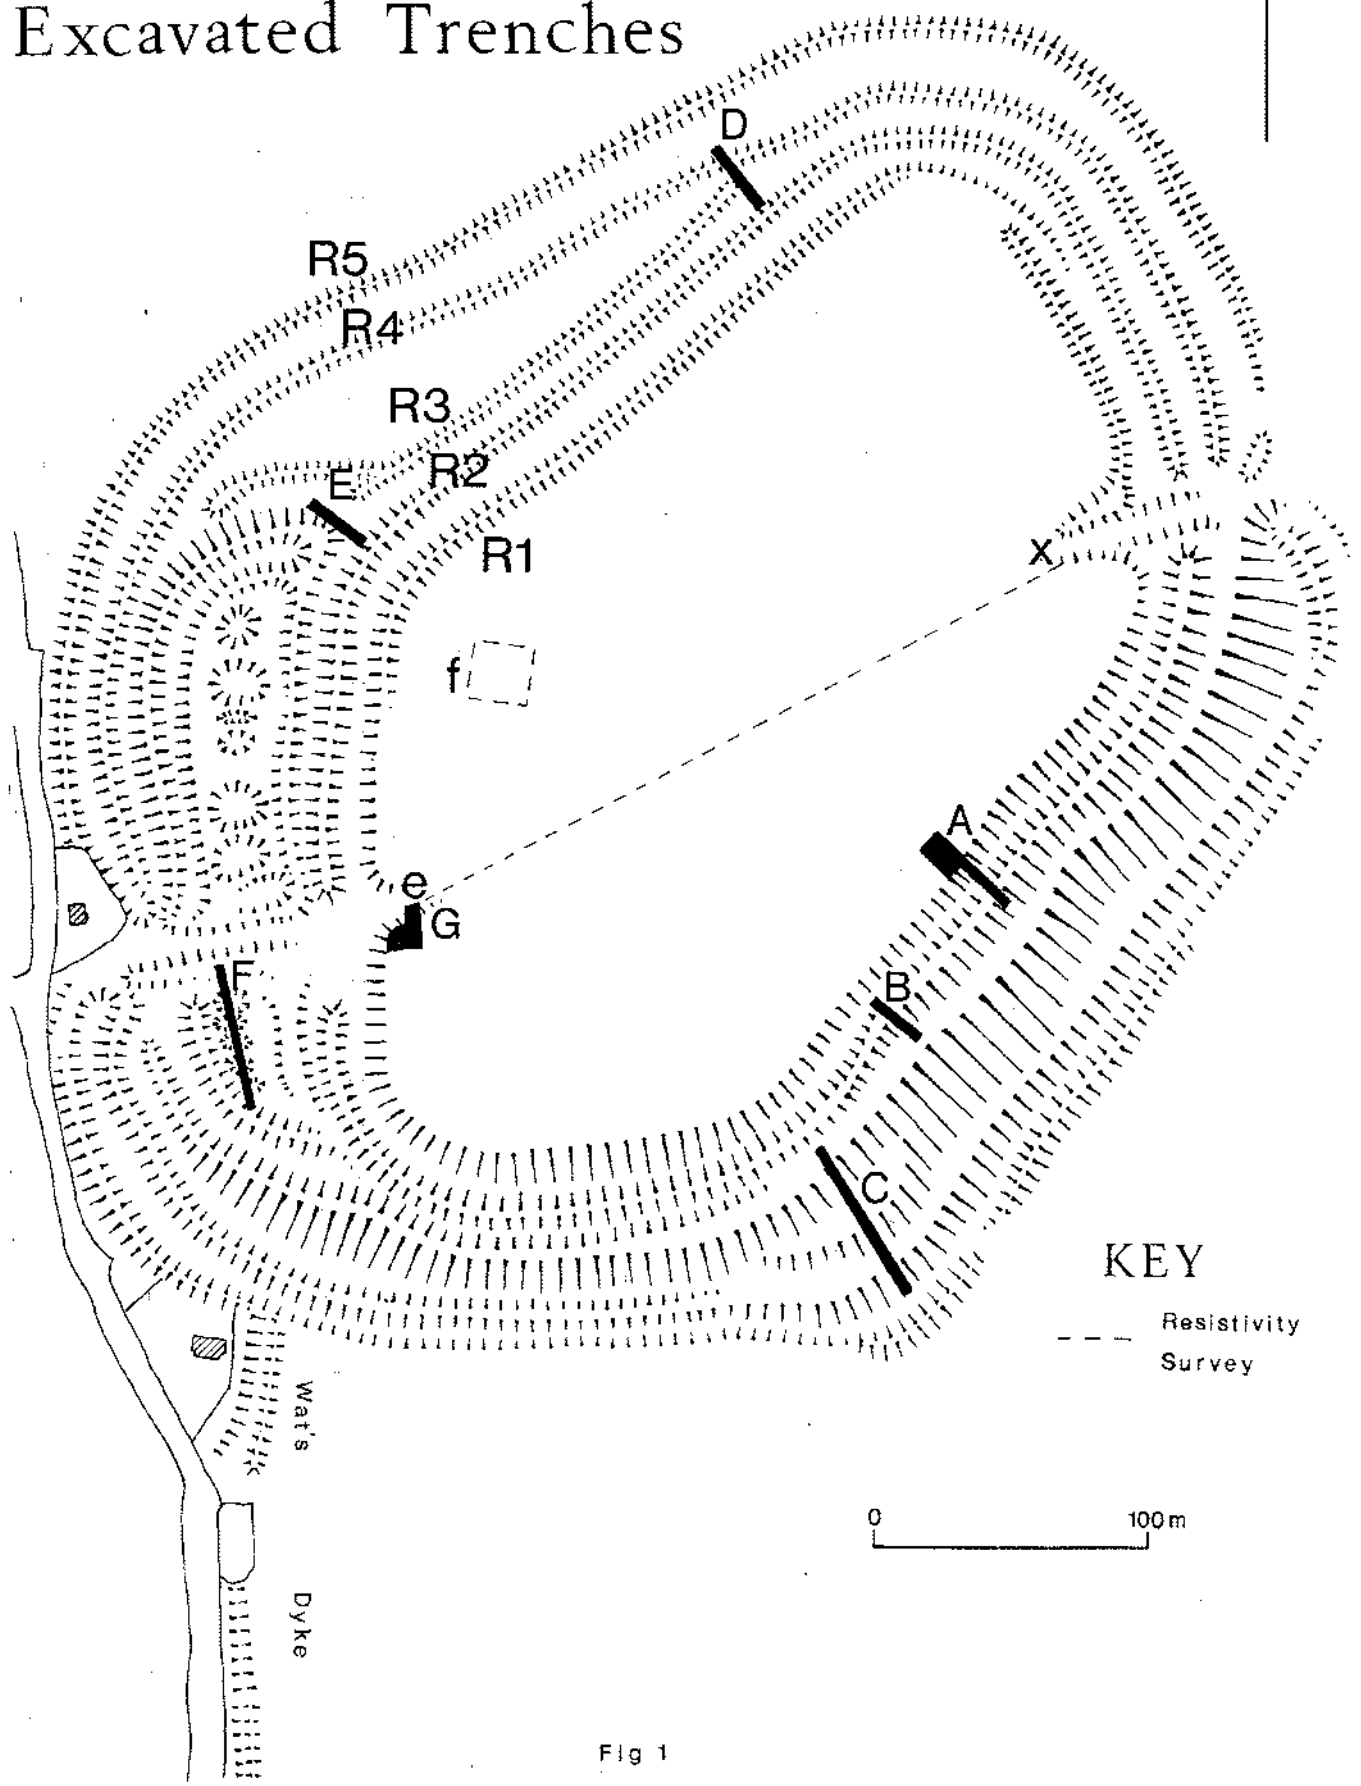 Excavated Trenches
D
R5
R4
R3
R2
E
R1
x
f
A
e
G
F
B
C
KEY
Resistivity
Survey
Wat's
Dyke
0 100m
Fig 1